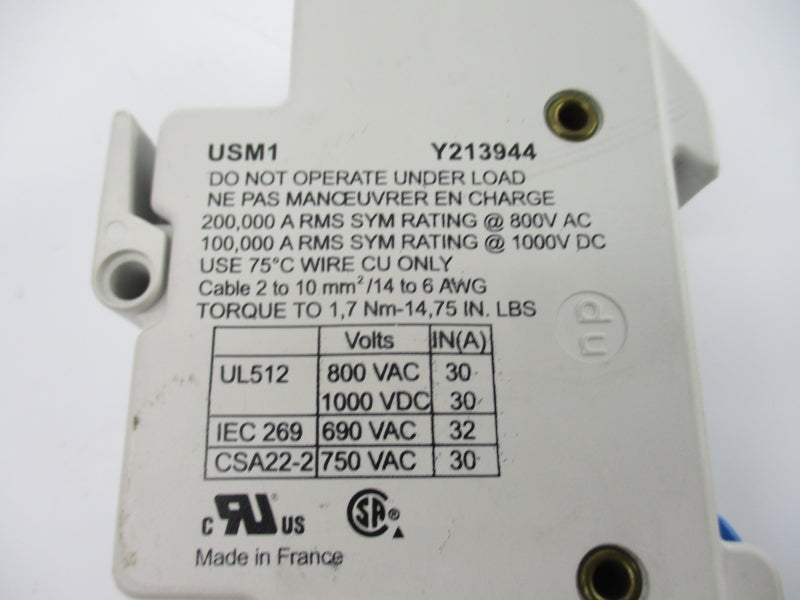 USM1 Y213944
DO NOT OPERATE UNDER LOAD
NE PAS MANŒUVRER EN CHARGE
200,000 A RMS SYM RATING @ 800V AC
100,000 A RMS SYM RATING @ 1000V DC
USE 75°C WIRE CU ONLY
Cable 2 to 10 mm²/14 to 6 AWG
TORQUE TO 1,7 Nm-14,75 IN. LBS
Volts IN(A)
UL512 800 VAC 30
1000 VDC 30
IEC 269 690 VAC 32
CSA22-2 750 VAC 30
C RU US SA
Made in France